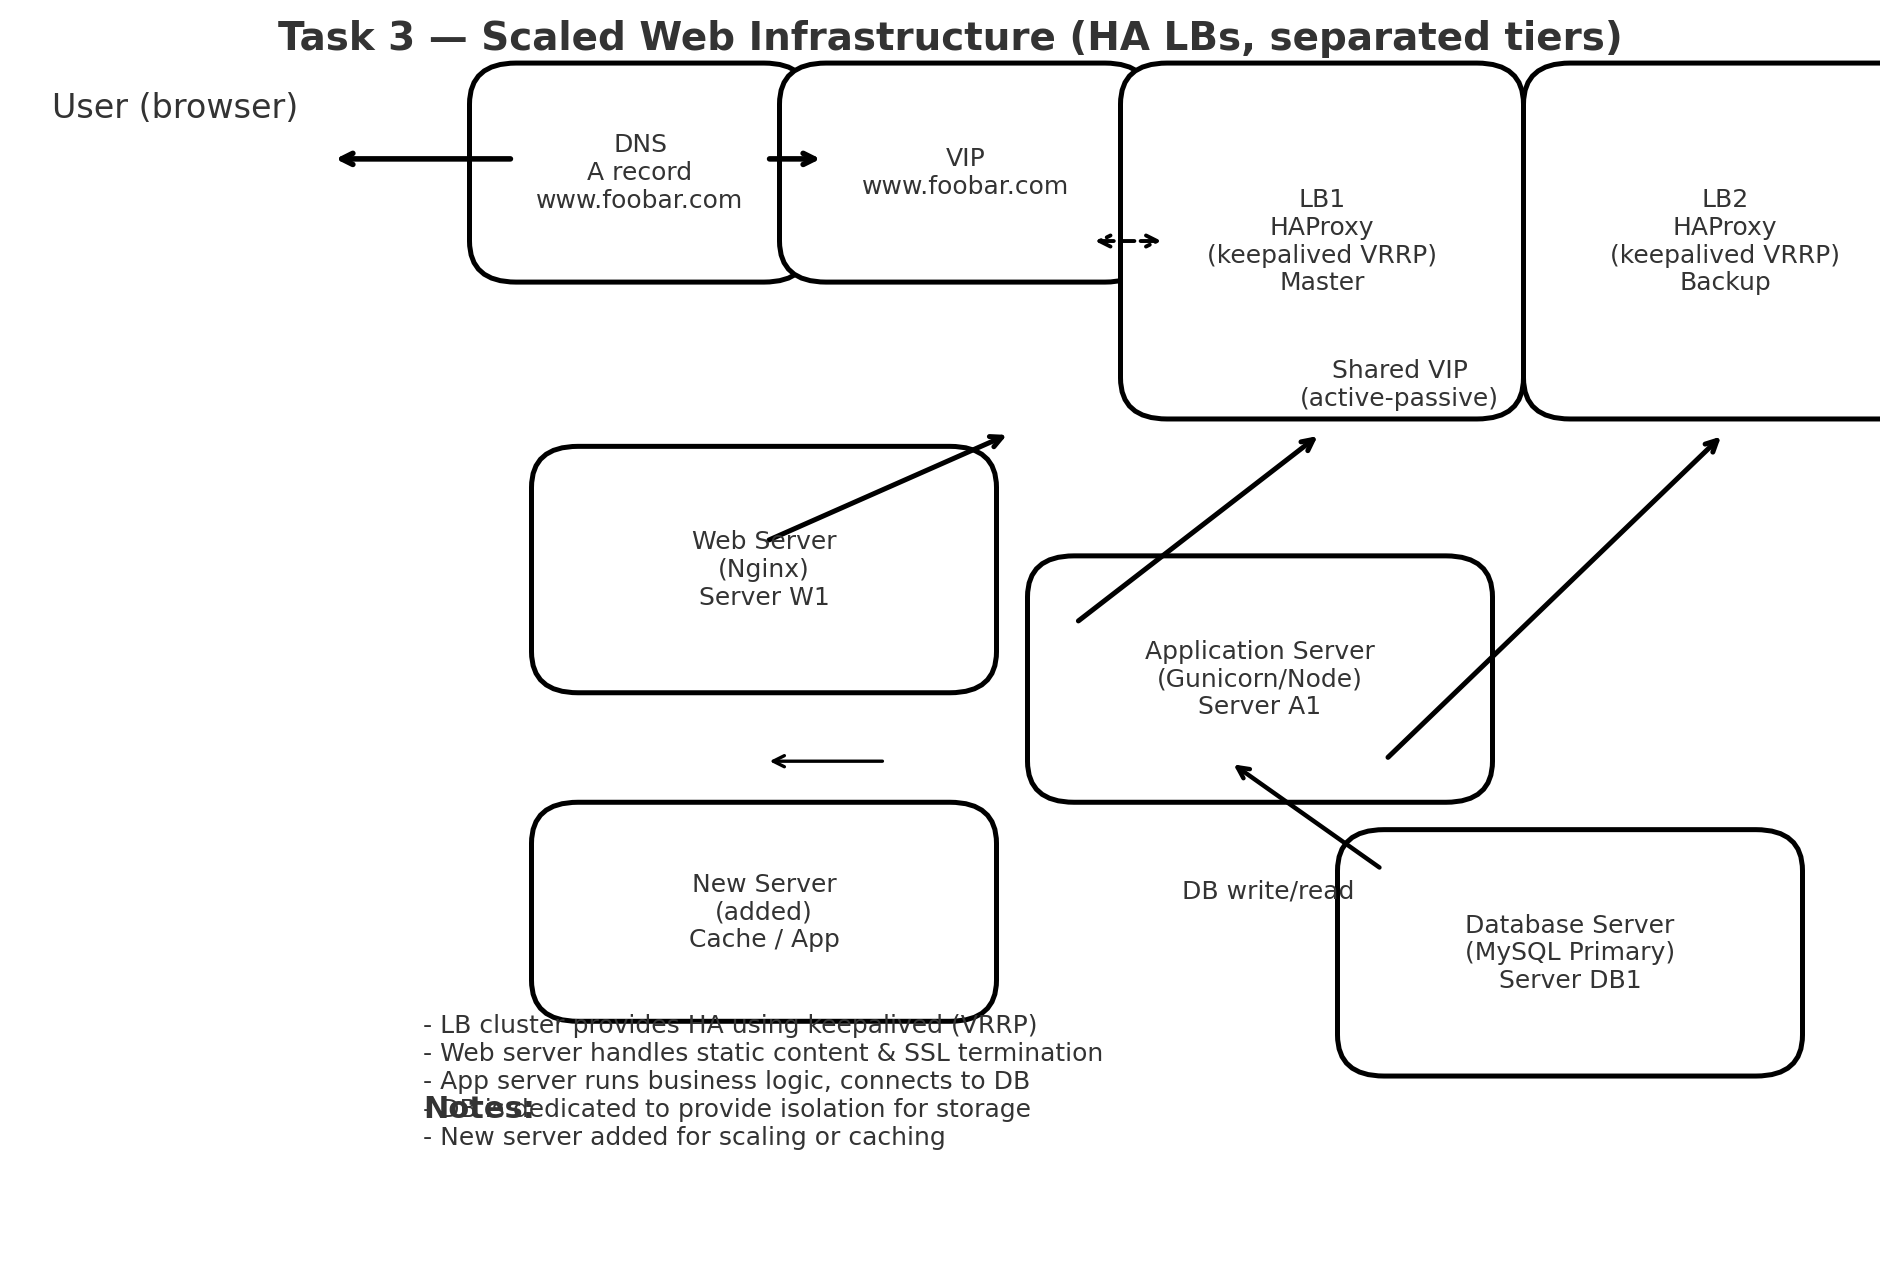 Task 3 — Scaled Web Infrastructure (HA LBs, separated tiers)
User (browser)
DNS
A record
www.foobar.com
VIP
www.foobar.com
LB1
HAProxy
(keepalived VRRP)
Master
LB2
HAProxy
(keepalived VRRP)
Backup
Shared VIP
(active-passive)
Web Server
(Nginx)
Server W1
Application Server
(Gunicorn/Node)
Server A1
New Server
(added)
Cache / App
DB write/read
Database Server
(MySQL Primary)
Server DB1
- LB cluster provides HA using keepalived (VRRP)
- Web server handles static content & SSL termination
- App server runs business logic, connects to DB
Notes:
- DB is dedicated to provide isolation for storage
- New server added for scaling or caching